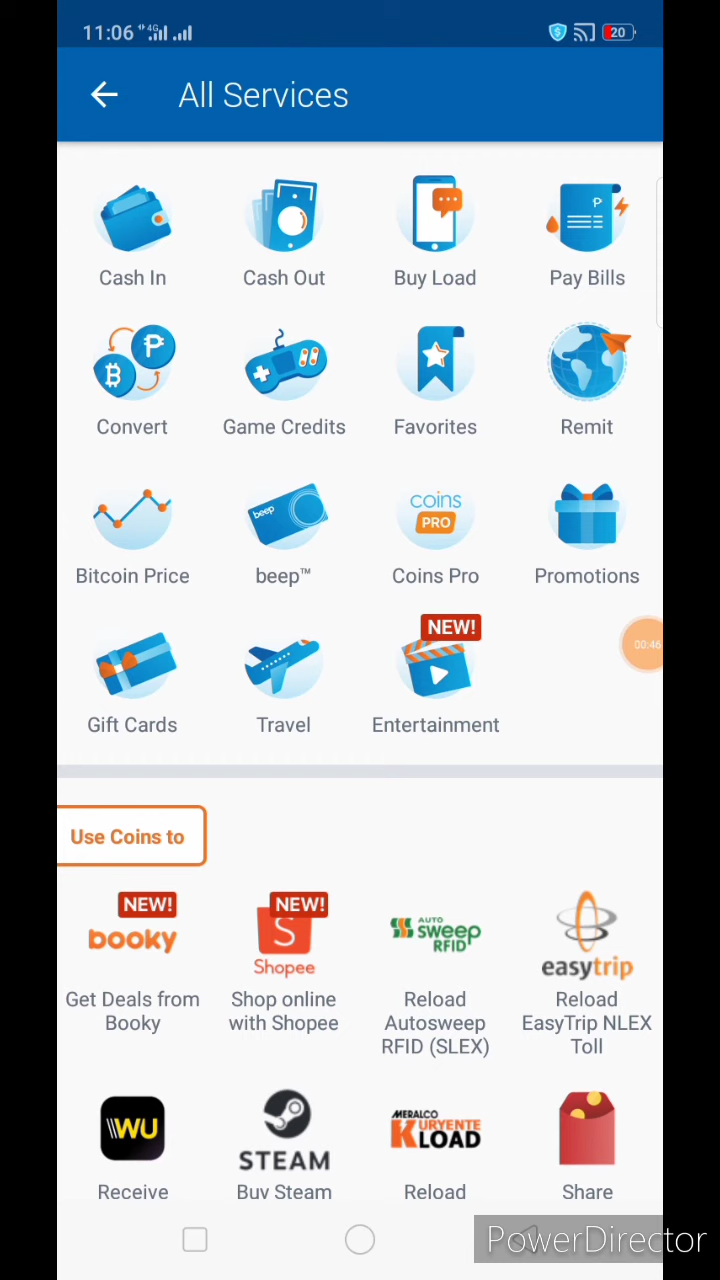 11:06 4G 20
All Services
Cash In
Cash Out
Buy Load
Pay Bills
Convert
Game Credits
Favorites
Remit
beep
coins
PRO
Bitcoin Price
beep™
Coins Pro
Promotions
NEW!
00:46
Gift Cards
Travel
Entertainment
Use Coins to
NEW!
booky
NEW!
S
Shopee
AUTO
SWEEP
RFID
easytrip
Get Deals from
Booky
Shop online
with Shopee
Reload
Autosweep
RFID (SLEX)
Reload
EasyTrip NLEX
Toll
WU
STEAM
MERALCO
KURYENTE
LOAD
Receive
Buy Steam
Reload
Share
PowerDirector